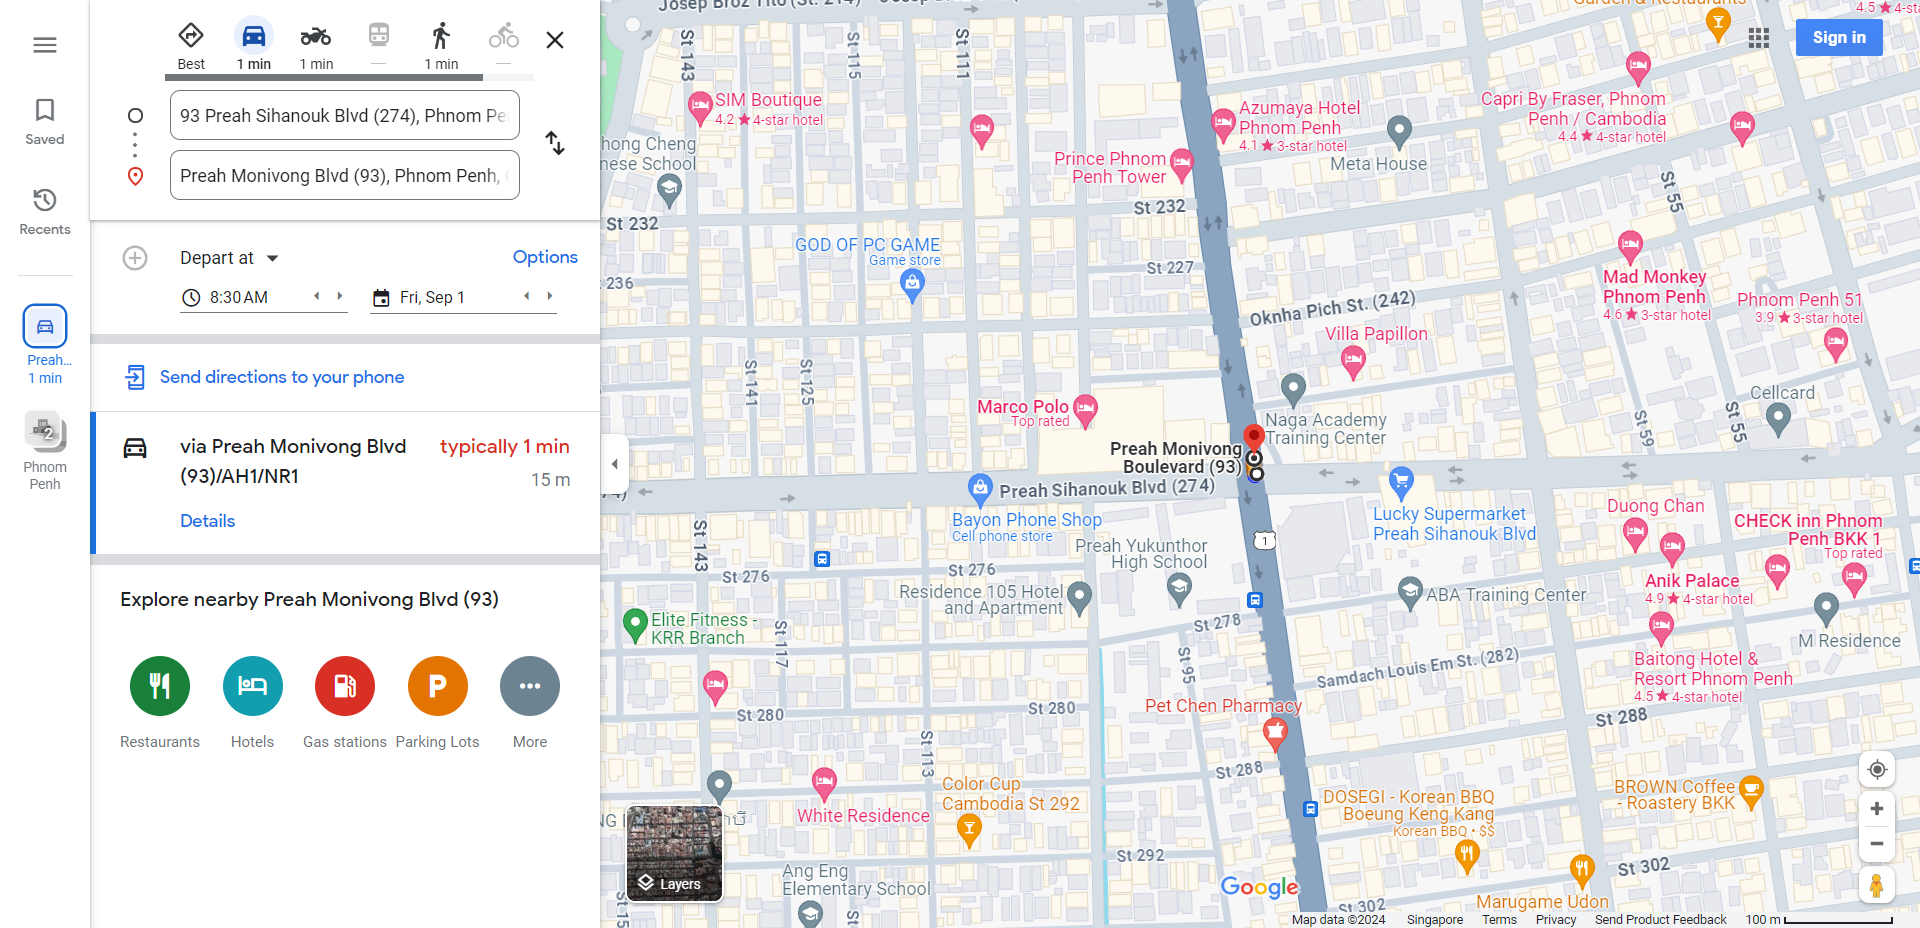 Saved
Recents
Preah...
1 min
2
Phnom
Penh
Best
1 min
1 min
—
1 min
—
93 Preah Sihanouk Blvd (274), Phnom Pe
Preah Monivong Blvd (93), Phnom Penh,
Depart at
Options
8:30 AM
Fri, Sep 1
Send directions to your phone
via Preah Monivong Blvd
(93)/AH1/NR1
typically 1 min
15 m
Details
Explore nearby Preah Monivong Blvd (93)
P
Restaurants
Hotels
Gas stations
Parking Lots
More
Josep Broz Tito (St. 214)
Garden & Restaurants
4.5★4-st
Sign in
St 143
St 115
St 111
SIM Boutique
4.2★4-star hotel
Azumaya Hotel
Phnom Penh
4.1★3-star hotel
Capri By Fraser, Phnom
Penh / Cambodia
4.4★4-star hotel
hong Cheng
nese School
Prince Phnom
Penh Tower
Meta House
St 232
St 232
St 55
GOD OF PC GAME
Game store
236
St 227
Mad Monkey
Phnom Penh
4.6★3-star hotel
Oknha Pich St. (242)
Phnom Penh 51
3.9★3-star hotel
Villa Papillon
St 141
St 125
Marco Polo
Top rated
Naga Academy
Training Center
Cellcard
St 59
St 55
Preah Monivong
Boulevard (93)
Preah Sihanouk Blvd (274)
4)
Bayon Phone Shop
Cell phone store
Lucky Supermarket
Preah Sihanouk Blvd
Duong Chan
CHECK inn Phnom
Penh BKK 1
Top rated
St 143
1
Preah Yukunthor
High School
St 276
St 276
Residence 105 Hotel
and Apartment
ABA Training Center
Anik Palace
4.9★4-star hotel
Elite Fitness -
KRR Branch
St 117
St 278
M Residence
St 95
Samdach Louis Em St. (282)
Baitong Hotel &
Resort Phnom Penh
4.5★4-star hotel
Pet Chen Pharmacy
St 280
St 280
St 288
St 113
St 288
Color Cup
Cambodia St 292
White Residence
DOSEGI - Korean BBQ
Boeung Keng Kang
Korean BBQ • $$
BROWN Coffee
- Roastery BKK
St 292
St 302
Ang Eng
Elementary School
Layers
Google
Marugame Udon
St 302
St 15
St
Map data ©2024
Singapore
Terms
Privacy
Send Product Feedback
100 m